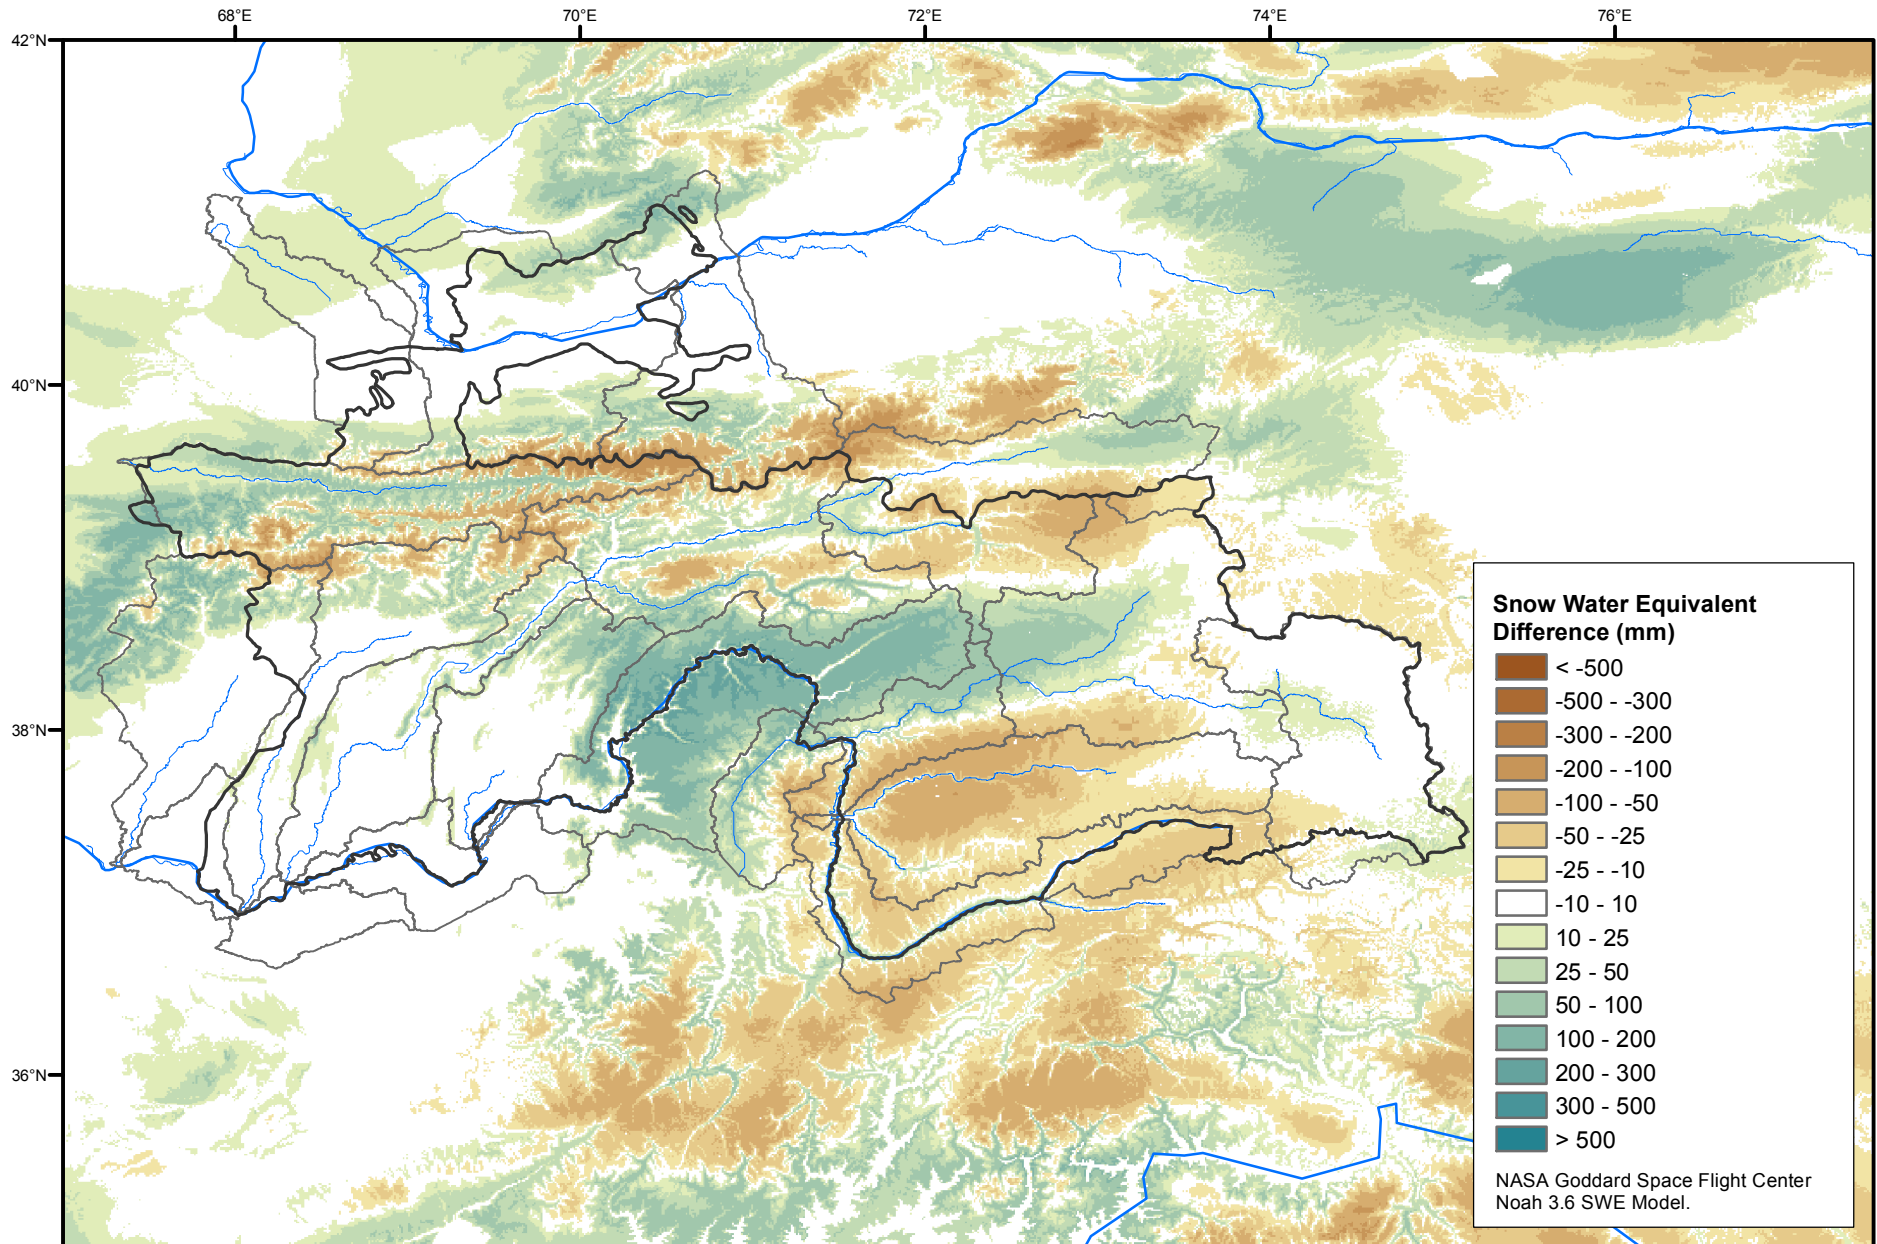 68°E
70°E
72°E
74°E
76°E
42°N
40°N
38°N
36°N
Snow Water Equivalent
Difference (mm)
< -500
-500 - -300
-300 - -200
-200 - -100
-100 - -50
-50 - -25
-25 - -10
-10 - 10
10 - 25
25 - 50
50 - 100
100 - 200
200 - 300
300 - 500
> 500
NASA Goddard Space Flight Center
Noah 3.6 SWE Model.